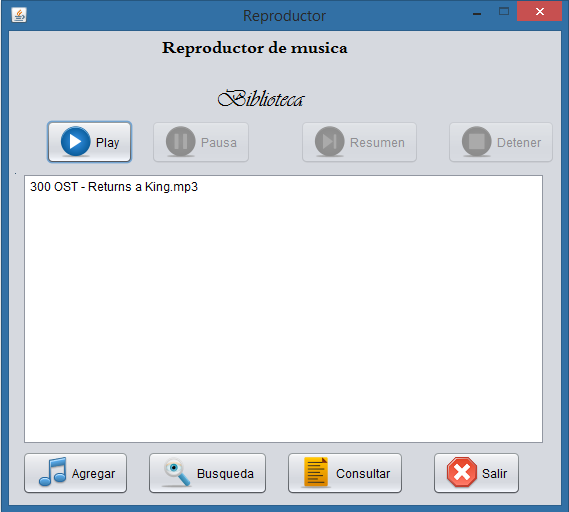 Reproductor
Reproductor de musica
Biblioteca
Play Pausa Resumen Detener
300 OST - Returns a King.mp3
Agregar Busqueda Consultar Salir